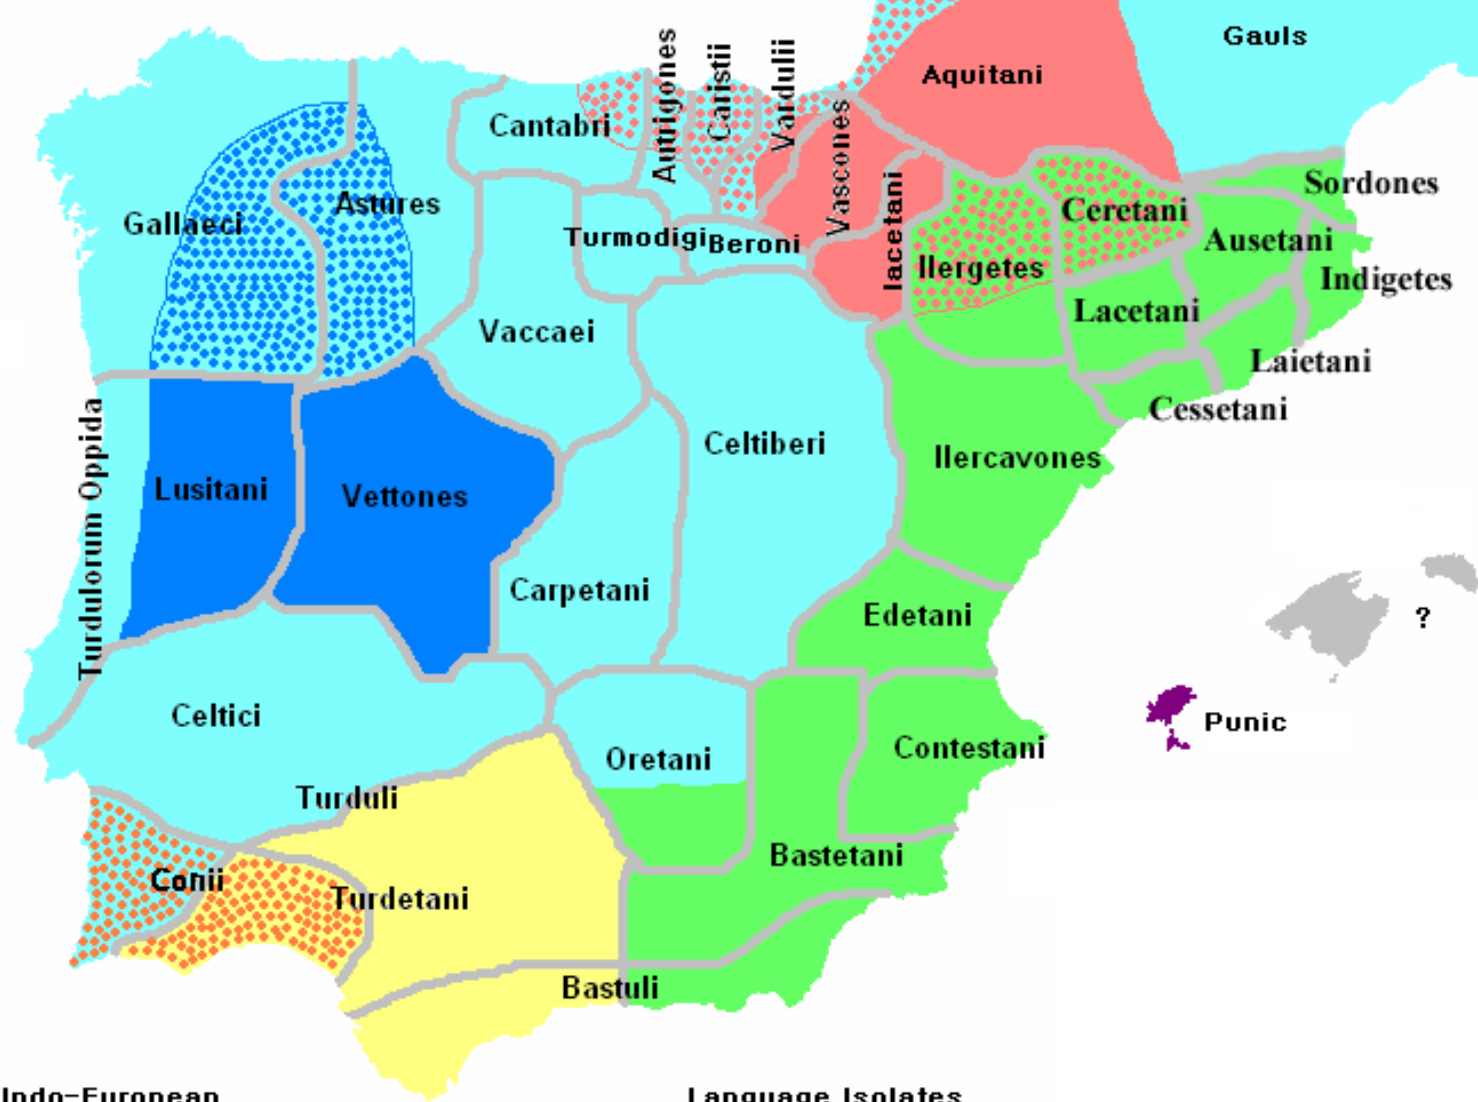 Gauls
Aquitani
Autrigones
Caristii
Vardulii
Cantabri
Vascones
Iacetani
Sordones
Astures
Gallaeci
Ceretani
Turmodigi
Beroni
Ausetani
Ilergetes
Indigetes
Lacetani
Vaccaei
Laietani
Cessetani
Turdulorum Oppida
Celtiberi
Ilercavones
Lusitani
Vettones
Carpetani
Edetani
?
Celtici
Punic
Contestani
Oretani
Turduli
Bastetani
Conii
Turdetani
Bastuli
Indo-European
Language Isolates